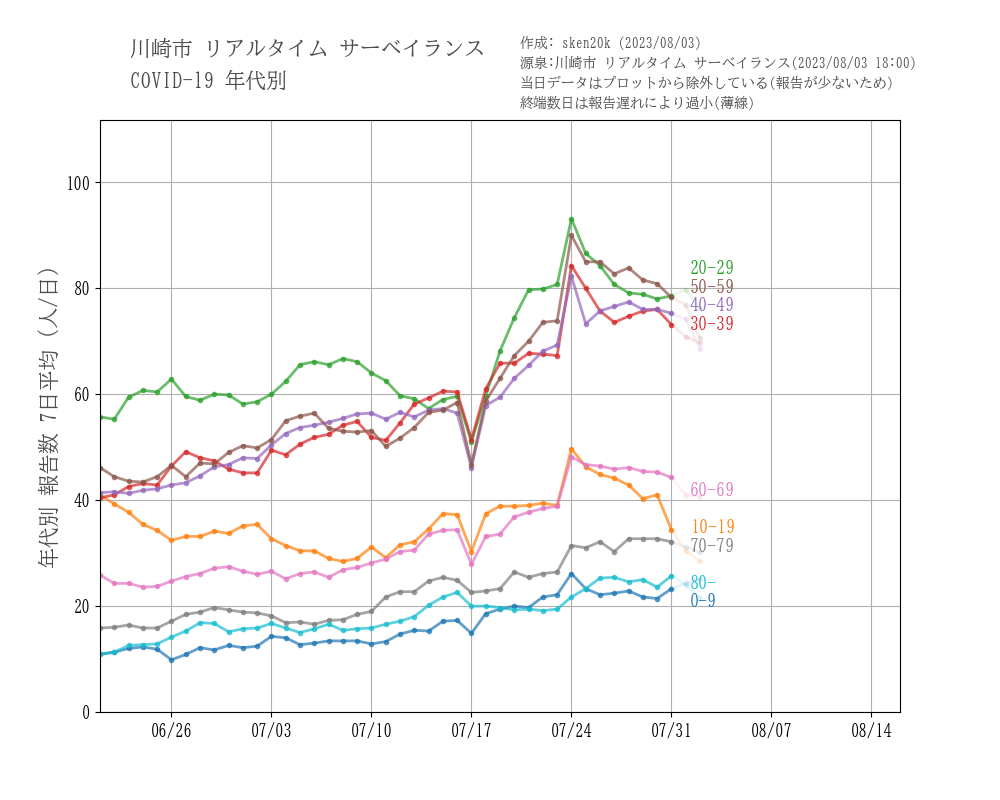 川崎市 リアルタイム サーベイランス
COVID-19 年代別
作成: sken20k (2023/08/03)
源泉:川崎市 リアルタイム サーベイランス(2023/08/03 18:00)
当日データはプロットから除外している(報告が少ないため)
終端数日は報告遅れにより過小(薄線)
年代別 報告数 7日平均 (人/日)
100
80
60
40
20
0
20-29
50-59
40-49
30-39
60-69
10-19
70-79
80-
0-9
06/26 07/03 07/10 07/17 07/24 07/31 08/07 08/14